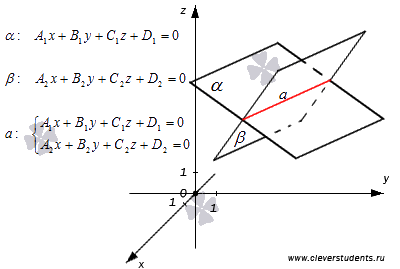 z
α: A₁x + B₁y + C₁z + D₁ = 0
β: A₂x + B₂y + C₂z + D₂ = 0
a: { A₁x + B₁y + C₁z + D₁ = 0
A₂x + B₂y + C₂z + D₂ = 0
α
a
β
1
0
1
1
y
x
www.cleverstudents.ru